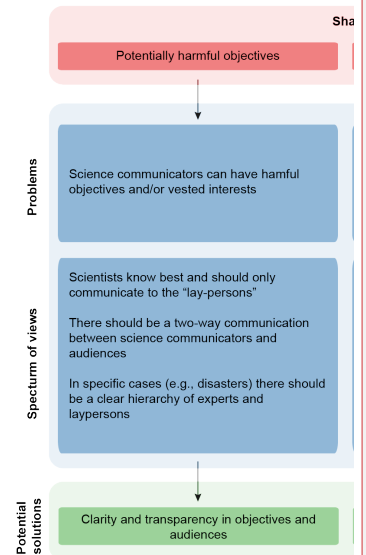 Sha
Potentially harmful objectives
Problems
Science communicators can have harmful
objectives and/or vested interests
Specturm of views
Scientists know best and should only
communicate to the “lay-persons”
There should be a two-way communication
between science communicators and
audiences
In specific cases (e.g., disasters) there should
be a clear hierarchy of experts and
laypersons
Potential
solutions
Clarity and transparency in objectives and
audiences